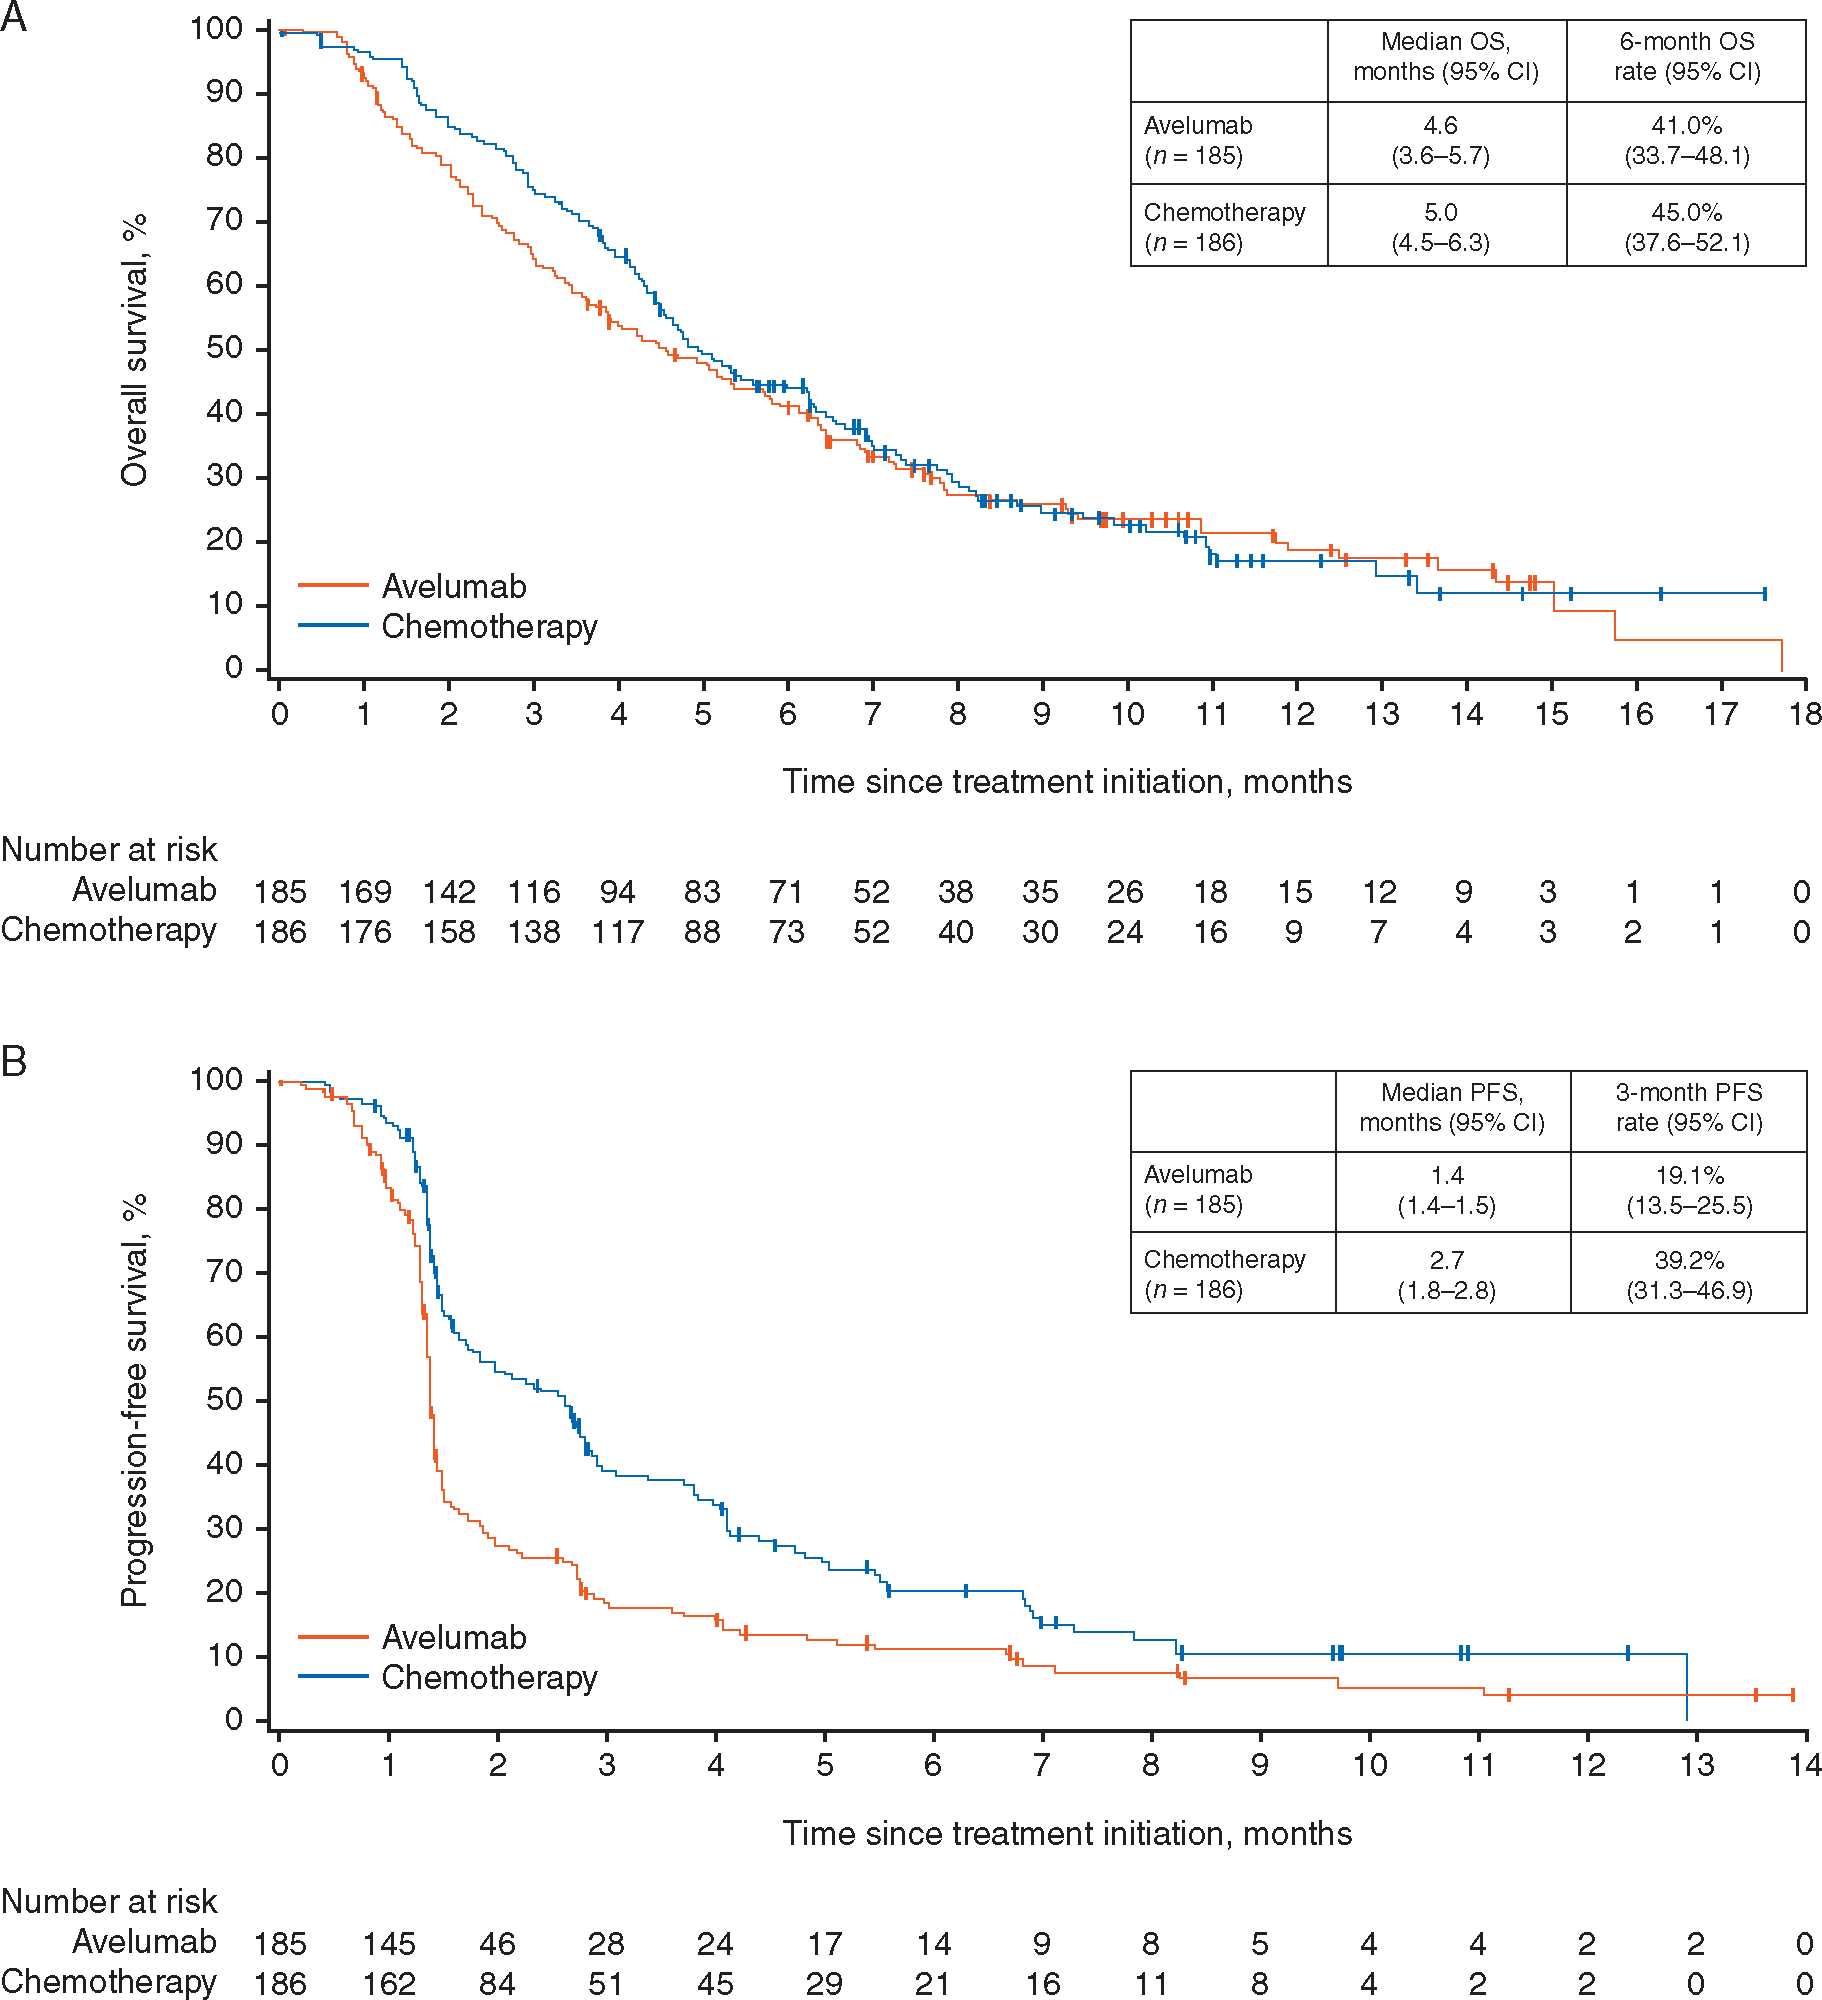 A
Median OS,
months (95% CI)
6-month OS
rate (95% CI)
Avelumab
(n = 185)
4.6
(3.6–5.7)
41.0%
(33.7–48.1)
Chemotherapy
(n = 186)
5.0
(4.5–6.3)
45.0%
(37.6–52.1)
Overall survival, %
100
90
80
70
60
50
40
30
20
10
0
Avelumab
Chemotherapy
0 1 2 3 4 5 6 7 8 9 10 11 12 13 14 15 16 17 18
Time since treatment initiation, months
Number at risk
Avelumab 185 169 142 116 94 83 71 52 38 35 26 18 15 12 9 3 1 1 0
Chemotherapy 186 176 158 138 117 88 73 52 40 30 24 16 9 7 4 3 2 1 0
B
Median PFS,
months (95% CI)
3-month PFS
rate (95% CI)
Avelumab
(n = 185)
1.4
(1.4–1.5)
19.1%
(13.5–25.5)
Chemotherapy
(n = 186)
2.7
(1.8–2.8)
39.2%
(31.3–46.9)
Progression-free survival, %
100
90
80
70
60
50
40
30
20
10
0
Avelumab
Chemotherapy
0 1 2 3 4 5 6 7 8 9 10 11 12 13 14
Time since treatment initiation, months
Number at risk
Avelumab 185 145 46 28 24 17 14 9 8 5 4 4 2 2 0
Chemotherapy 186 162 84 51 45 29 21 16 11 8 4 2 2 0 0